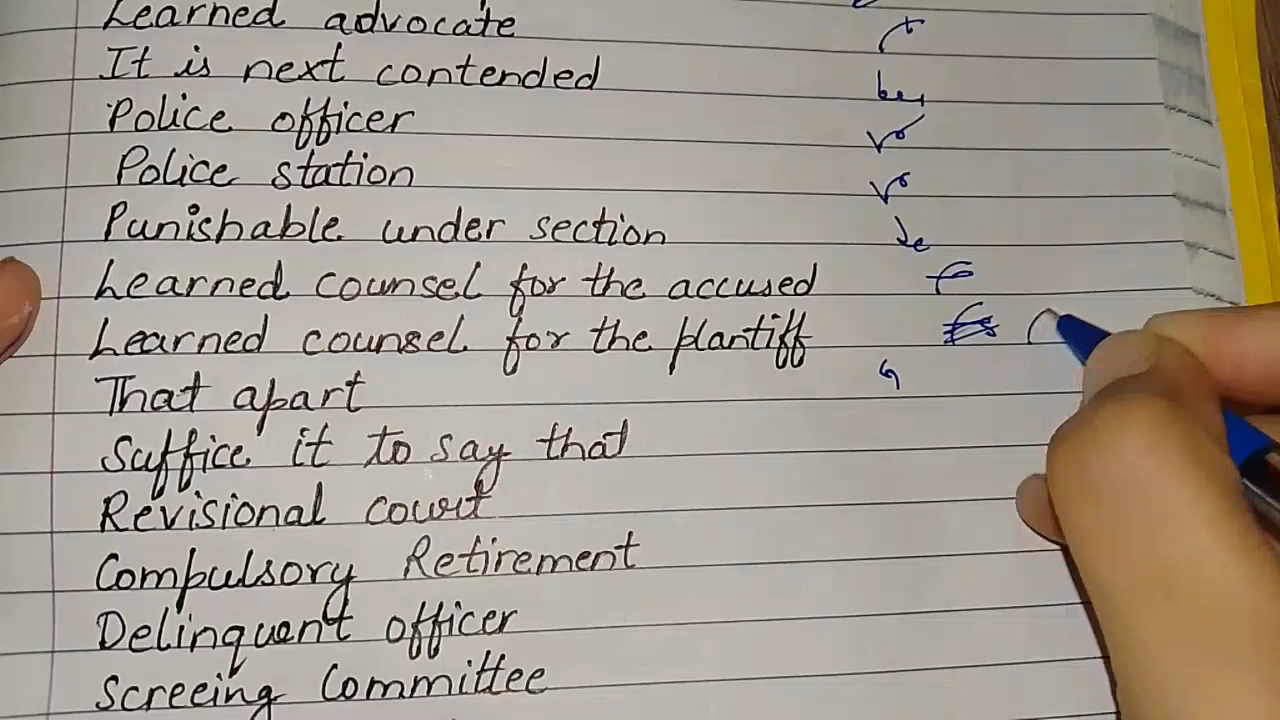 Learned advocate
It is next contended
Police officer
Police station
Punishable under section
Learned counsel for the accused
Learned counsel for the plantiff
That apart
Suffice it to say that
Revisional court
Compulsory Retirement
Delinquent officer
Screeing Committee